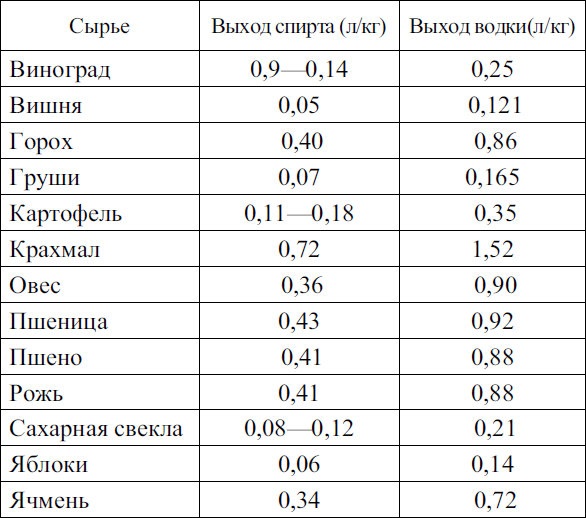 Сырье Выход спирта (л/кг) Выход водки(л/кг)
Виноград 0,9—0,14 0,25
Вишня 0,05 0,121
Горох 0,40 0,86
Груши 0,07 0,165
Картофель 0,11—0,18 0,35
Крахмал 0,72 1,52
Овес 0,36 0,90
Пшеница 0,43 0,92
Пшено 0,41 0,88
Рожь 0,41 0,88
Сахарная свекла 0,08—0,12 0,21
Яблоки 0,06 0,14
Ячмень 0,34 0,72